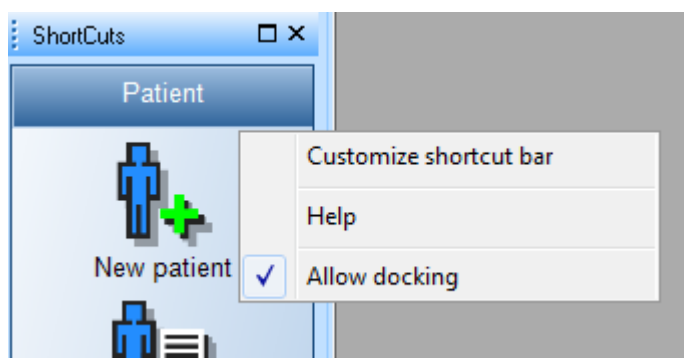 ShortCuts
Patient
New patient
Customize shortcut bar
Help
Allow docking